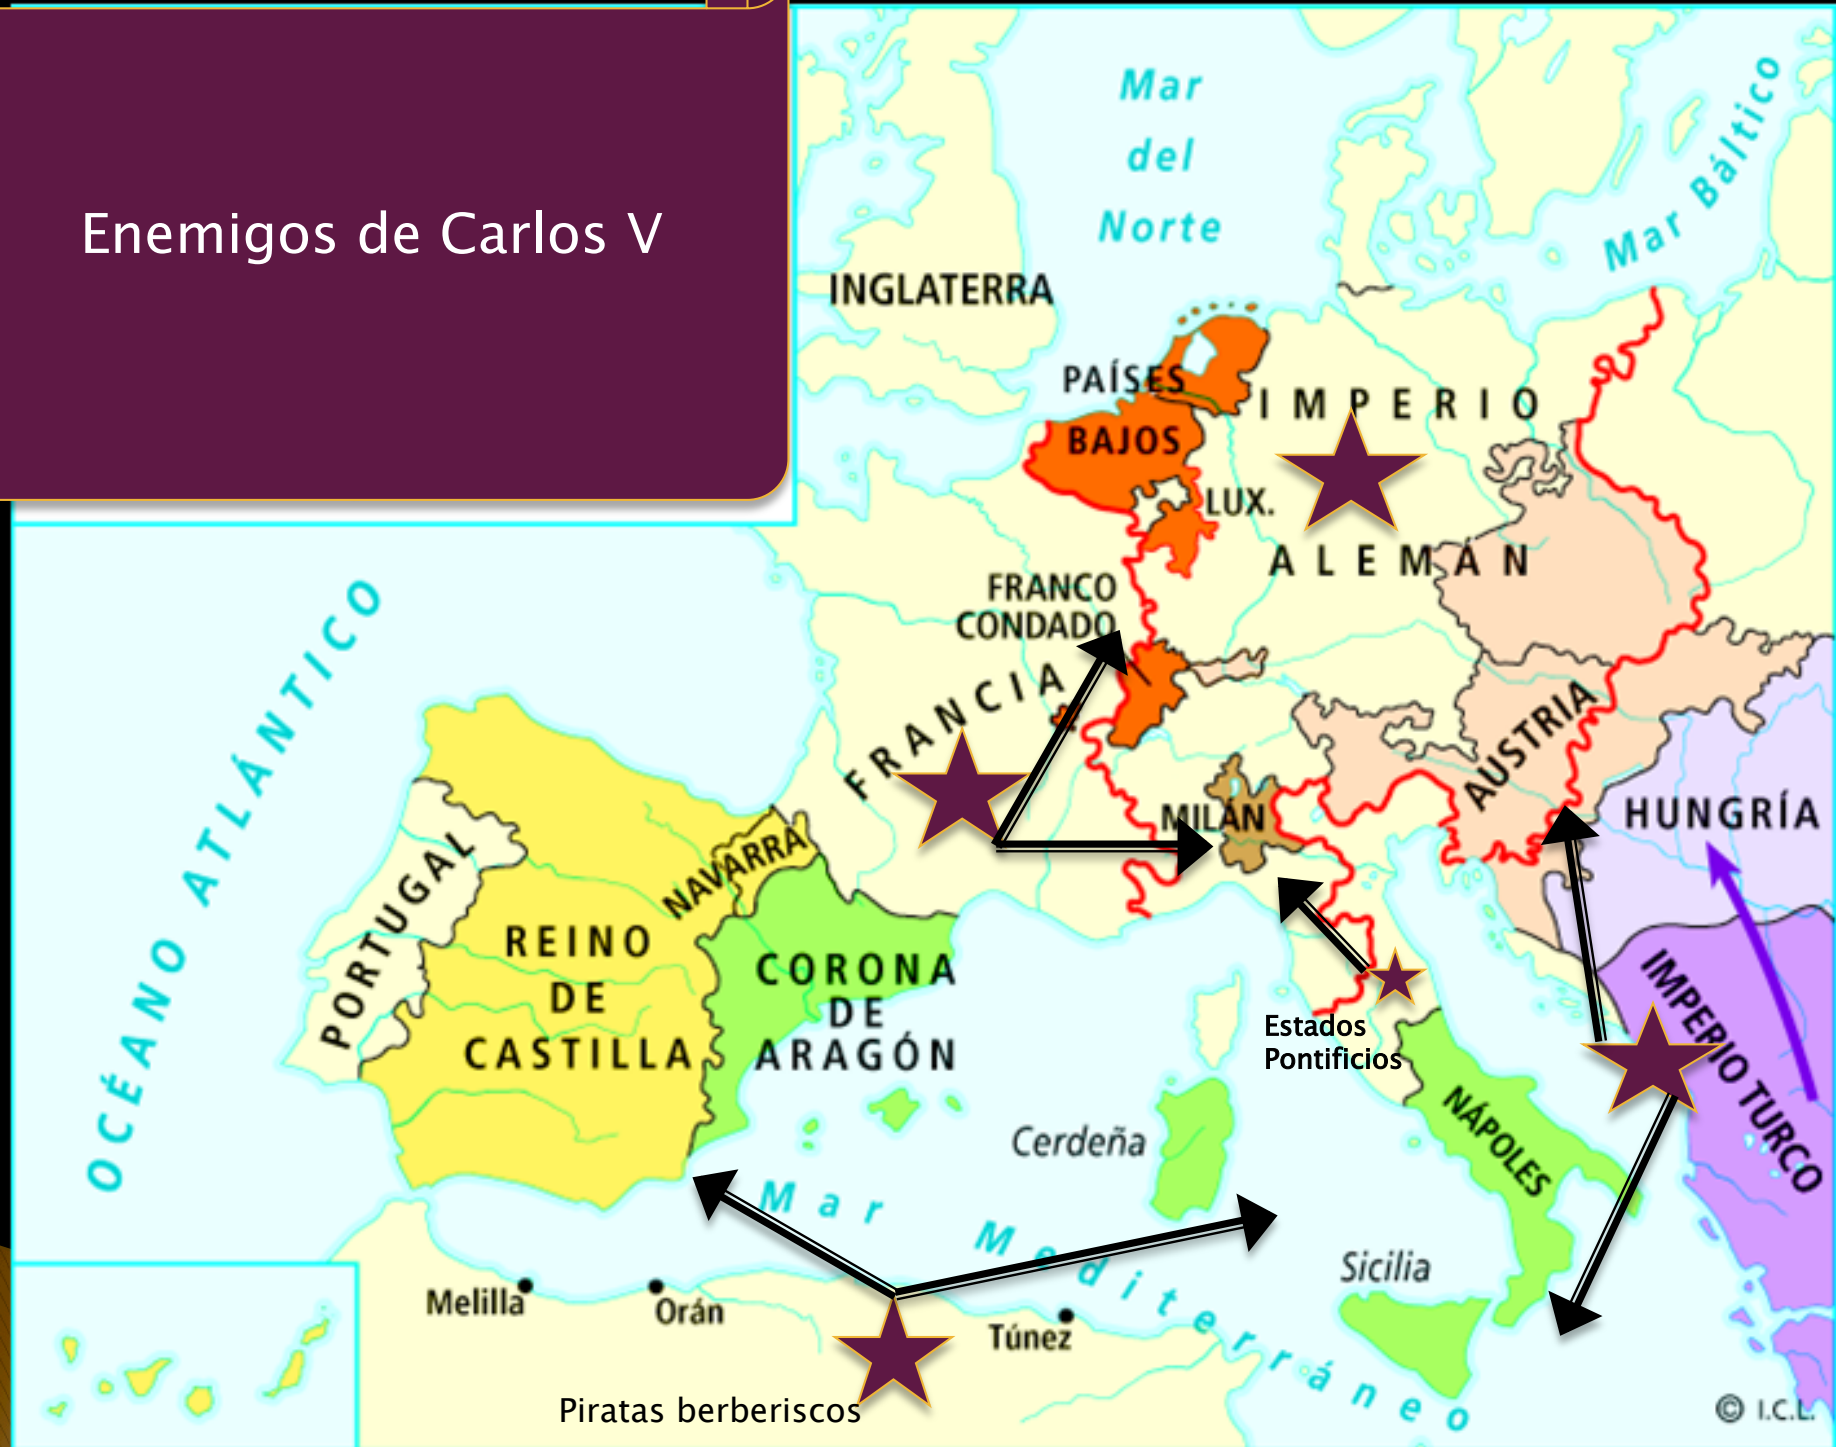 Enemigos de Carlos V
Mar
del
Norte
Mar Báltico
INGLATERRA
PAÍSES
BAJOS
IMPERIO
ALEMÁN
LUX.
FRANCO
CONDADO
FRANCIA
OCÉANO ATLÁNTICO
AUSTRIA
HUNGRÍA
MILÁN
NAVARRA
PORTUGAL
REINO
DE
CASTILLA
CORONA
DE
ARAGÓN
Estados
Pontificios
IMPERIO TURCO
NÁPOLES
Cerdeña
Mar Mediterráneo
Sicilia
Melilla
Orán
Túnez
Piratas berberiscos
© I.C.L.